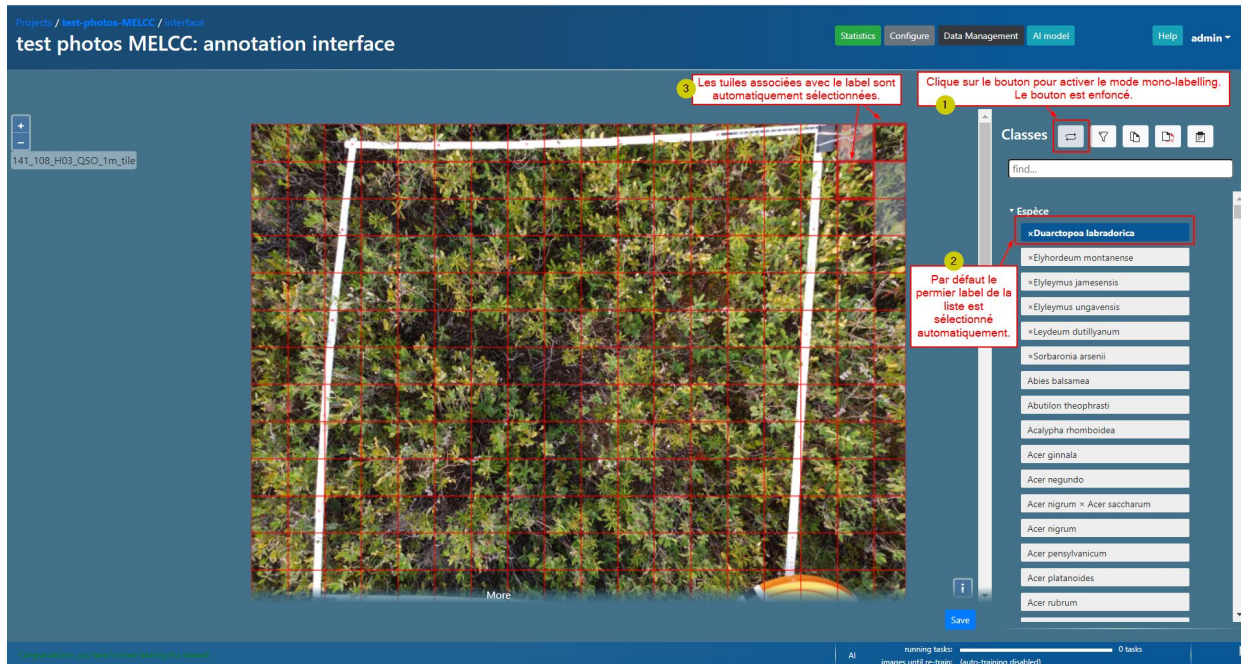 Projects / test-photos-MELCC / interface
test photos MELCC: annotation interface
Statistics
Configure
Data Management
AI model
Help
admin
3
Les tuiles associées avec le label sont
automatiquement sélectionnées.
Clique sur le bouton pour activer le mode mono-labelling.
Le bouton est enfoncé.
1
+
−
141_108_H03_QSO_1m_tile
Classes
find...
Espèce
×Duarctopoa labradorica
2
Par défaut le
permier label de la
liste est
sélectionné
automatiquement.
×Elyhordeum montanense
×Elyleymus jamesensis
×Elyleymus ungavensis
×Leydeum dutillyanum
×Sorbaronia arsenii
Abies balsamea
Abutilon theophrasti
Acalypha rhomboidea
Acer ginnala
Acer negundo
Acer nigrum × Acer saccharum
Acer nigrum
Acer pensylvanicum
Acer platanoides
Acer rubrum
More
i
Save
AI
running tasks:
0 tasks
images until re-train:
(auto-training disabled)